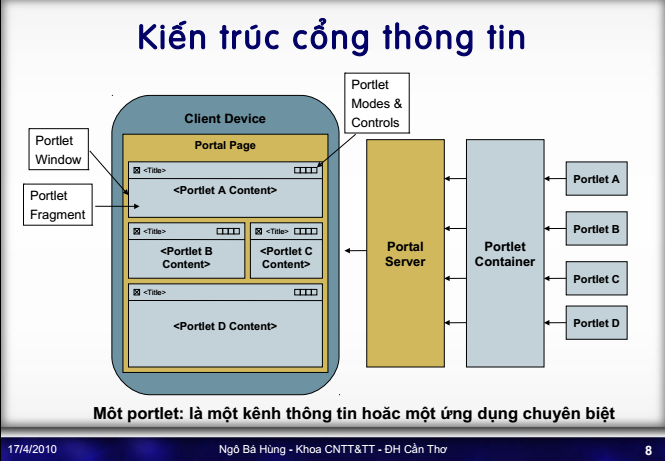 Kiến trúc cổng thông tin
Portlet
Modes &
Controls
Client Device
Portal Page
Portlet
Window
Portlet
Fragment
<Title>
<Portlet A Content>
<Title>
<Portlet B
Content>
<Title>
<Portlet C
Content>
<Title>
<Portlet D Content>
Portal
Server
Portlet
Container
Portlet A
Portlet B
Portlet C
Portlet D
Môt portlet: là một kênh thông tin hoăc một ứng dụng chuyên biệt
17/4/2010
Ngô Bá Hùng - Khoa CNTT&TT - ĐH Cần Thơ
8